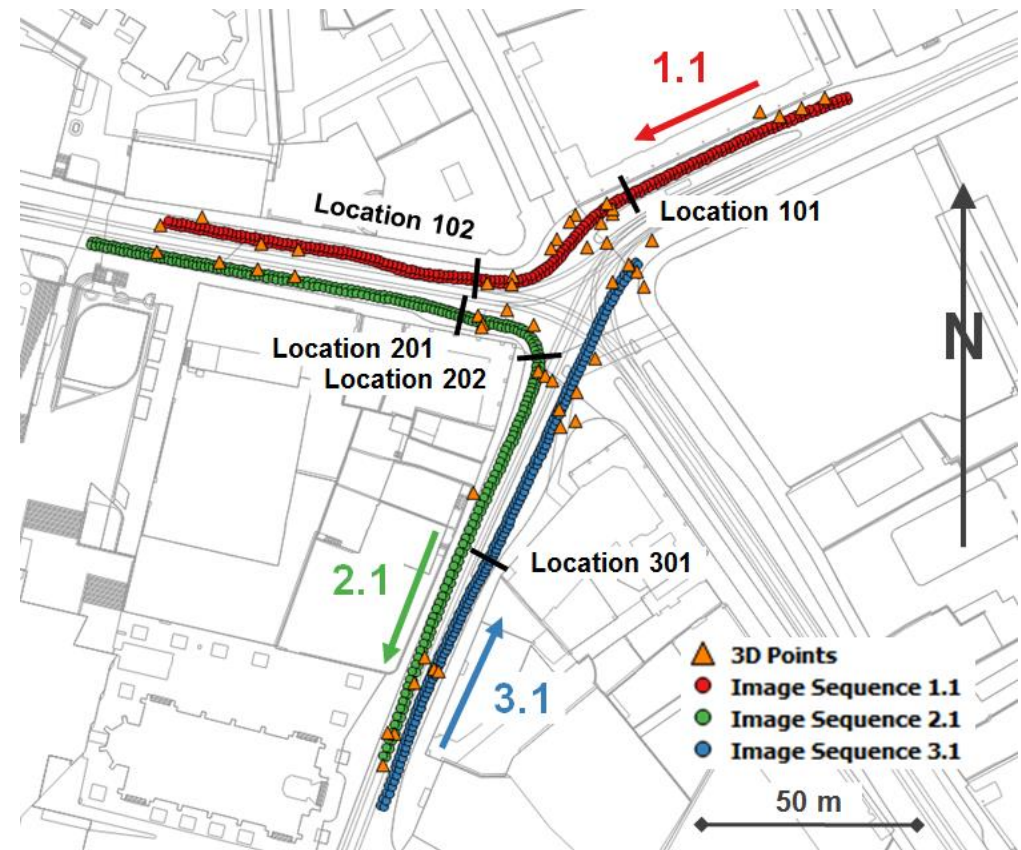 1.1
Location 102
Location 101
N
Location 201
Location 202
Location 301
2.1
3.1
3D Points
Image Sequence 1.1
Image Sequence 2.1
Image Sequence 3.1
50 m